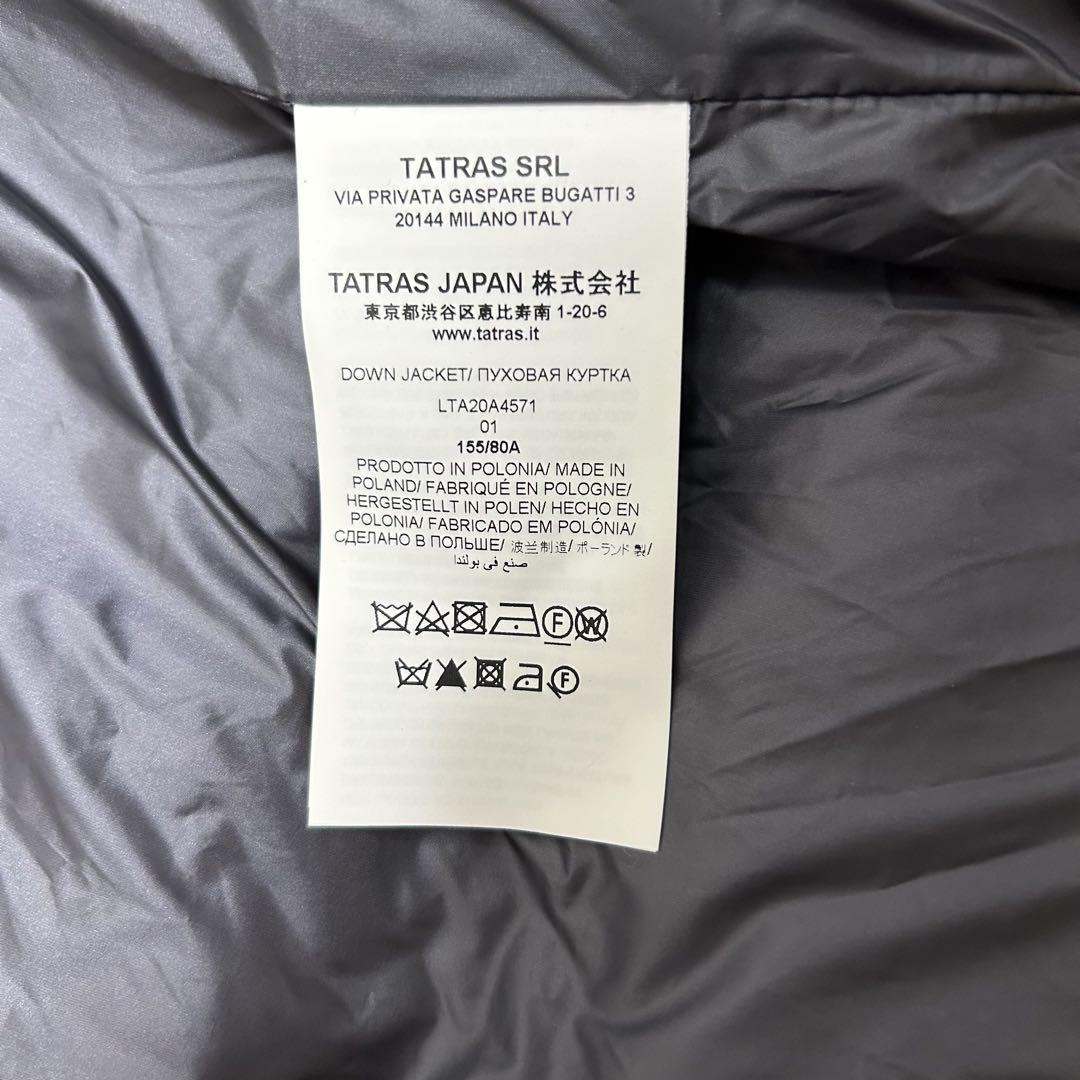 TATRAS SRL
VIA PRIVATA GASPARE BUGATTI 3
20144 MILANO ITALY
TATRAS JAPAN 株式会社
東京都渋谷区恵比寿南 1-20-6
www.tatras.it
DOWN JACKET/ ПУХОВАЯ КУРТКА
LTA20A4571
01
155/80A
PRODOTTO IN POLONIA/ MADE IN
POLAND/ FABRIQUÉ EN POLOGNE/
HERGESTELLT IN POLEN/ HECHO EN
POLONIA/ FABRICADO EM POLÓNIA/
СДЕЛАНО В ПОЛЬШЕ/ 波兰制造/ ポーランド製/
صنع في بولندا
F W
F